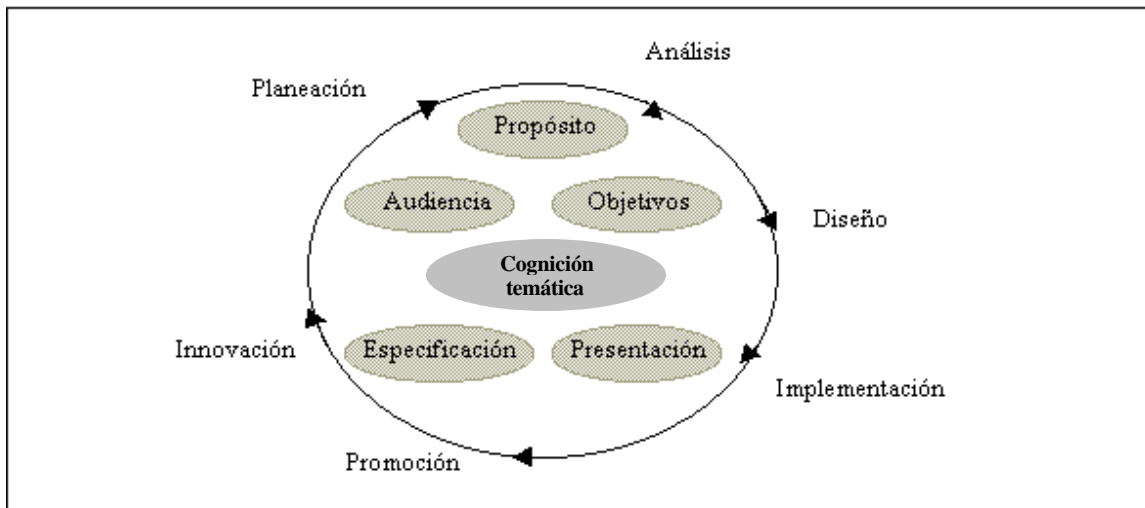 Análisis
Planeación
Propósito
Audiencia
Objetivos
Diseño
Cognición
temática
Innovación
Especificación
Presentación
Implementación
Promoción